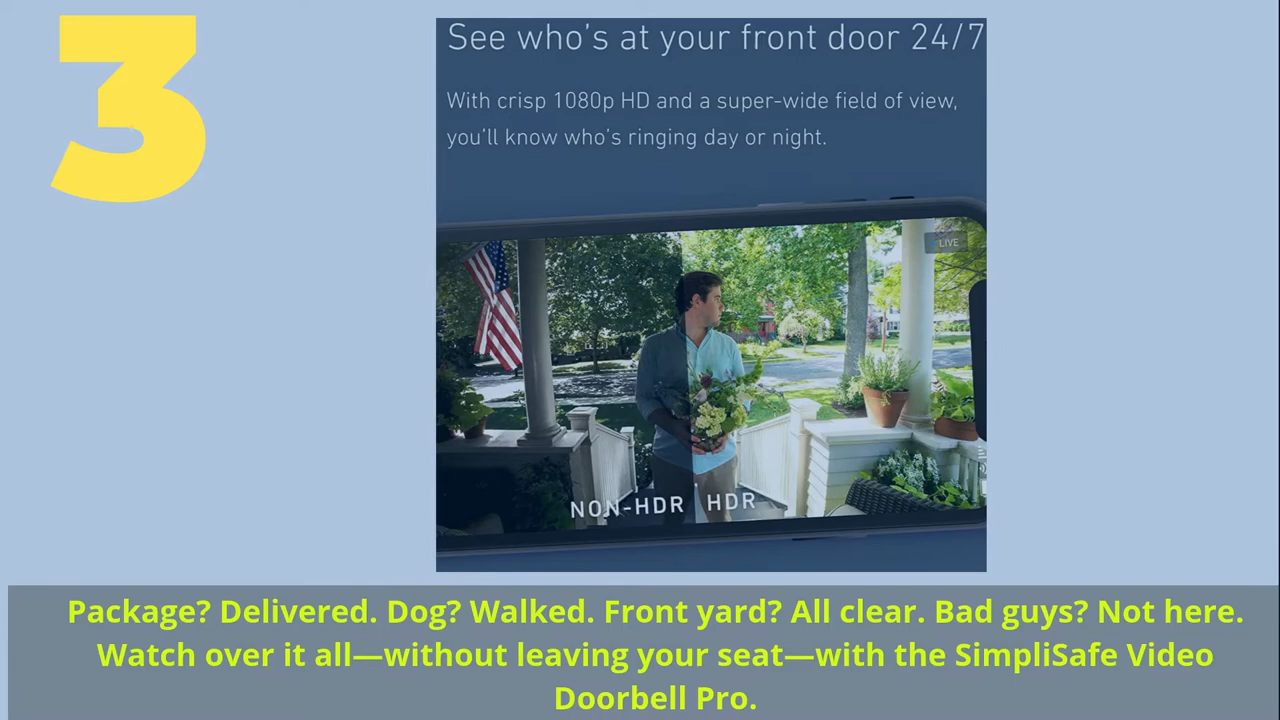 3
See who's at your front door 24/7
With crisp 1080p HD and a super-wide field of view,
you'll know who's ringing day or night.
LIVE
NON-HDR HDR
Package? Delivered. Dog? Walked. Front yard? All clear. Bad guys? Not here.
Watch over it all—without leaving your seat—with the SimpliSafe Video
Doorbell Pro.